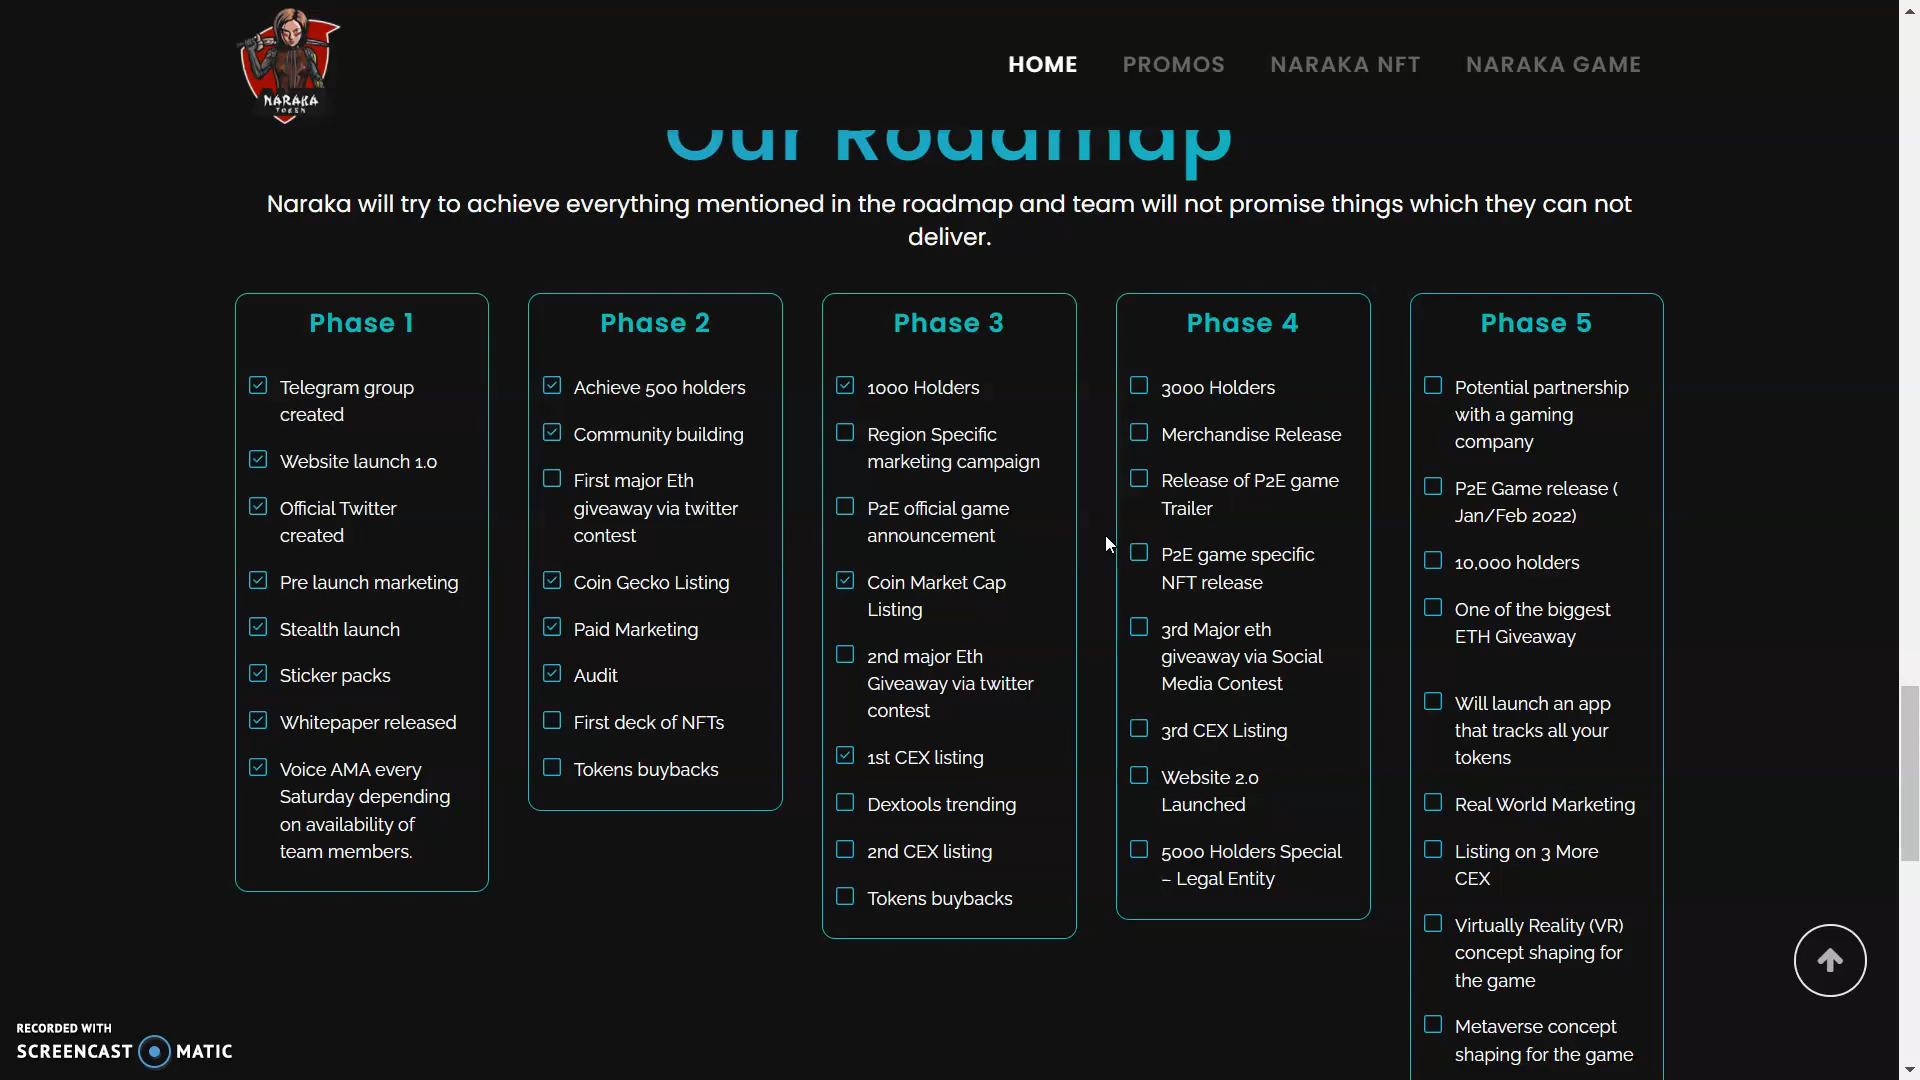 NARAKA
TOKEN
HOME
PROMOS
NARAKA NFT
NARAKA GAME
Our Roadmap
Naraka will try to achieve everything mentioned in the roadmap and team will not promise things which they can not
deliver.
Phase 1
Telegram group
created
Website launch 1.0
Official Twitter
created
Pre launch marketing
Stealth launch
Sticker packs
Whitepaper released
Voice AMA every
Saturday depending
on availability of
team members.
Phase 2
Achieve 500 holders
Community building
First major Eth
giveaway via twitter
contest
Coin Gecko Listing
Paid Marketing
Audit
First deck of NFTs
Tokens buybacks
Phase 3
1000 Holders
Region Specific
marketing campaign
P2E official game
announcement
Coin Market Cap
Listing
2nd major Eth
Giveaway via twitter
contest
1st CEX listing
Dextools trending
2nd CEX listing
Tokens buybacks
Phase 4
3000 Holders
Merchandise Release
Release of P2E game
Trailer
P2E game specific
NFT release
3rd Major eth
giveaway via Social
Media Contest
3rd CEX Listing
Website 2.0
Launched
5000 Holders Special
– Legal Entity
Phase 5
Potential partnership
with a gaming
company
P2E Game release (
Jan/Feb 2022)
10,000 holders
One of the biggest
ETH Giveaway
Will launch an app
that tracks all your
tokens
Real World Marketing
Listing on 3 More
CEX
Virtually Reality (VR)
concept shaping for
the game
Metaverse concept
shaping for the game
RECORDED WITH
SCREENCAST MATIC